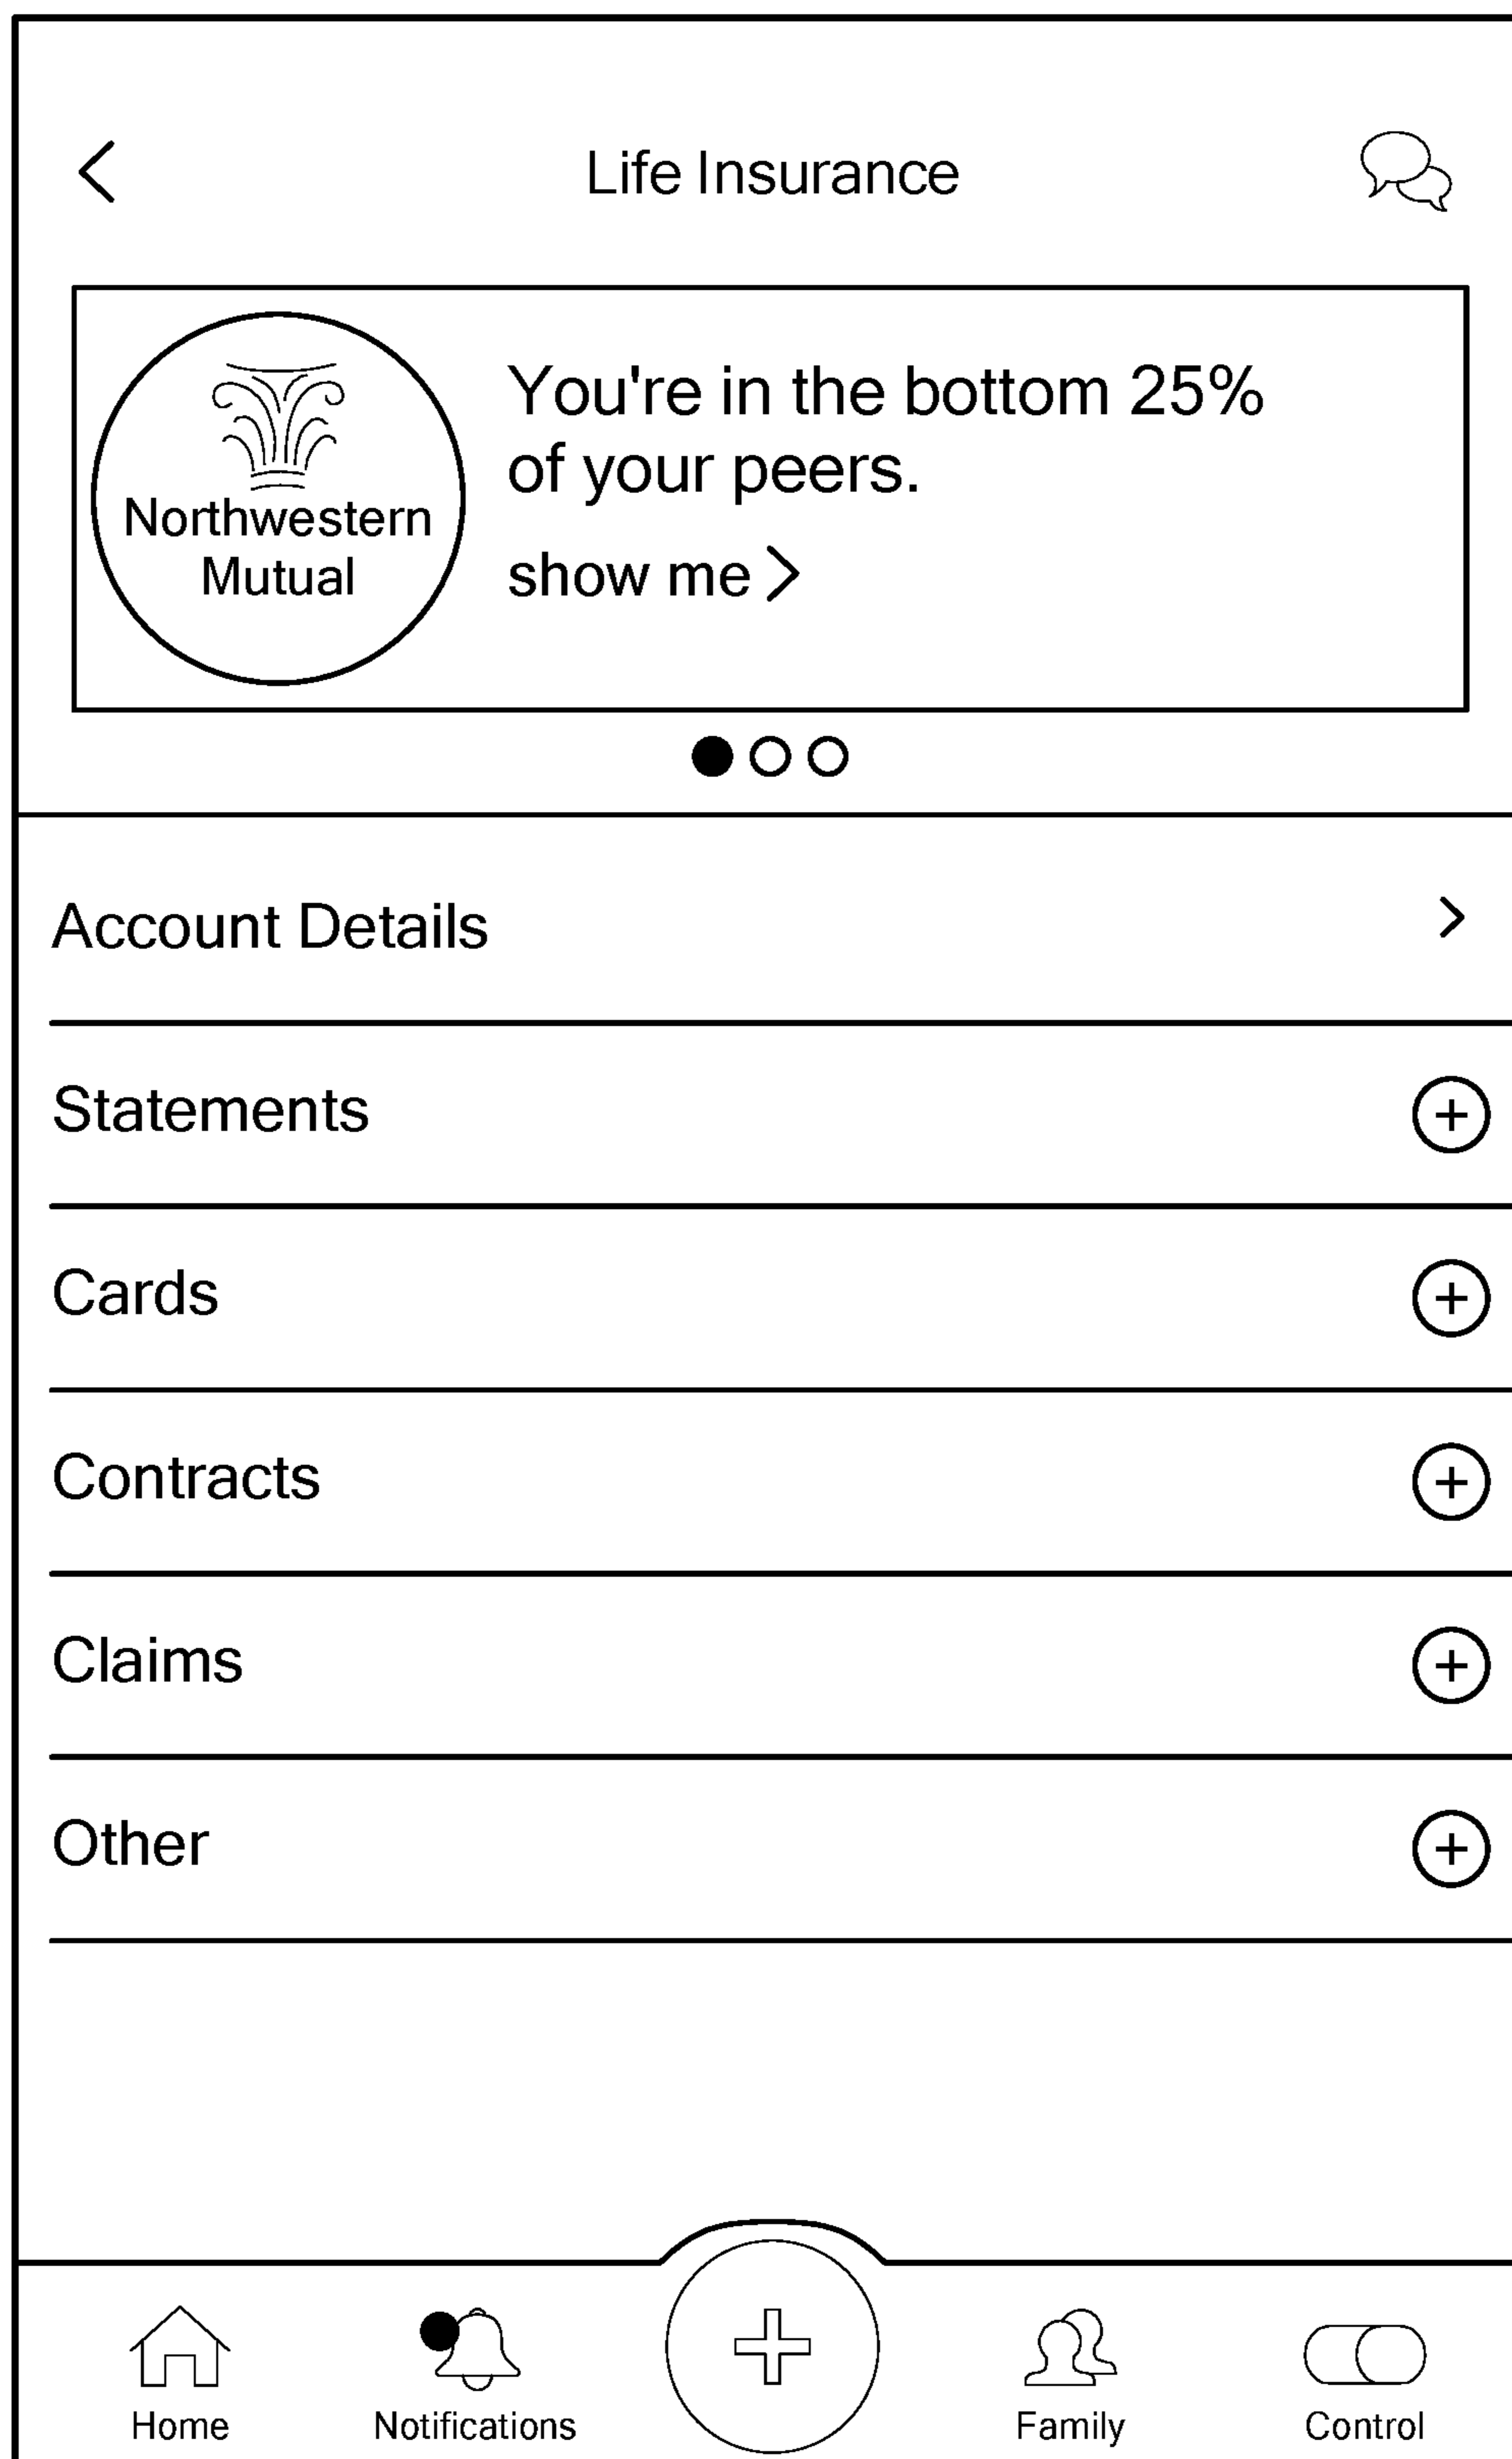 Life Insurance
Northwestern
Mutual
You're in the bottom 25%
of your peers.
show me
Account Details
Statements
Cards
Contracts
Claims
Other
Home
Notifications
Family
Control